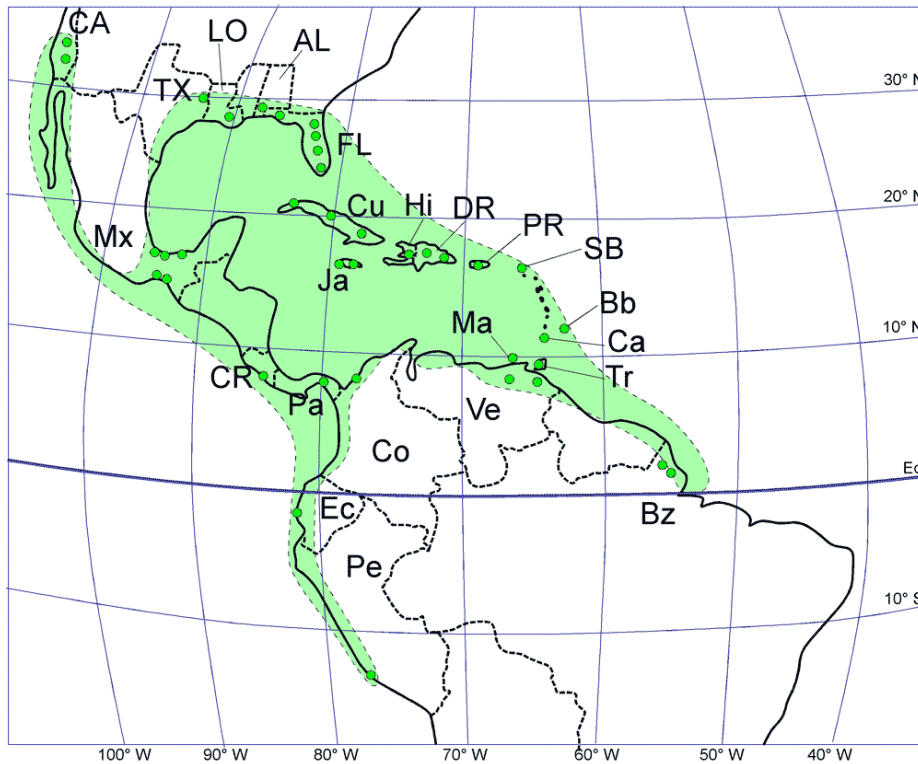 CA
LO
AL
30° N
TX
FL
20° N
Cu
Hi
DR
PR
Mx
SB
Ja
Bb
Ma
Ca
10° N
CR
Tr
Pa
Ve
Co
Ec
Ec
Bz
Pe
10° S
100° W
90° W
80° W
70° W
60° W
50° W
40° W